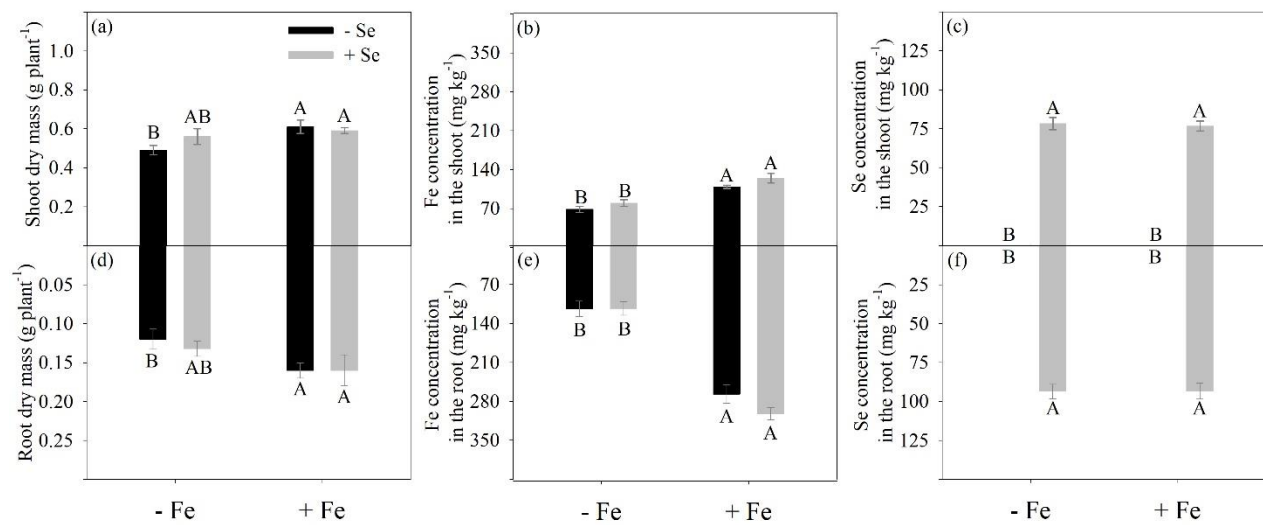 (a)
- Se
+ Se
Shoot dry mass (g plant⁻¹)
1.0
0.8
0.6
0.4
0.2
B
AB
A
A
(b)
Fe concentration
in the shoot (mg kg⁻¹)
350
280
210
140
70
B
B
A
A
(c)
Se concentration
in the shoot (mg kg⁻¹)
125
100
75
50
25
B
A
B
A
(d)
Root dry mass (g plant⁻¹)
0.05
0.10
0.15
0.20
0.25
B
AB
A
A
- Fe
+ Fe
(e)
Fe concentration
in the root (mg kg⁻¹)
70
140
210
280
350
B
B
A
A
- Fe
+ Fe
(f)
Se concentration
in the root (mg kg⁻¹)
25
50
75
100
125
B
A
B
A
- Fe
+ Fe